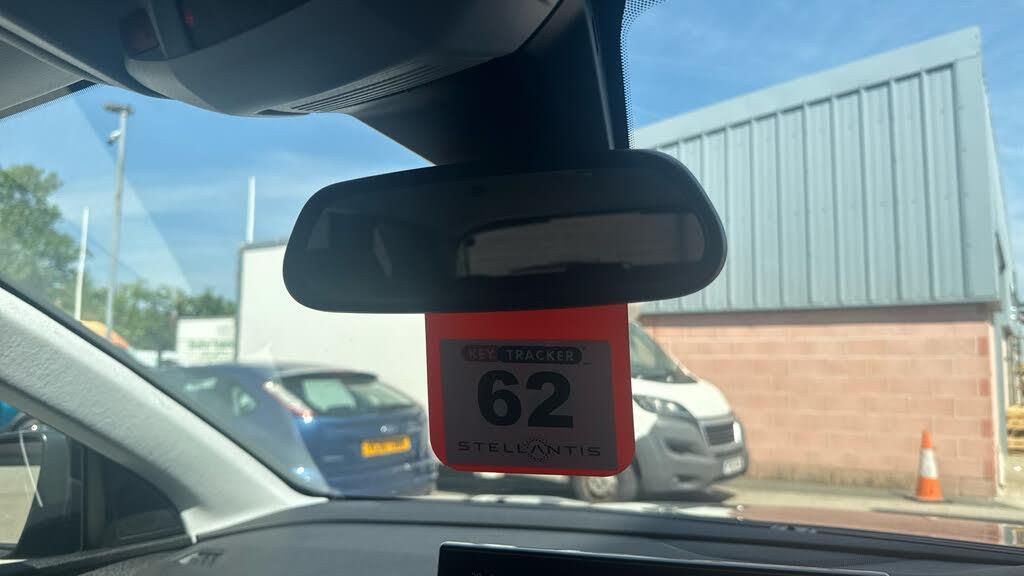 KEY TRACKER
62
STELLANTIS